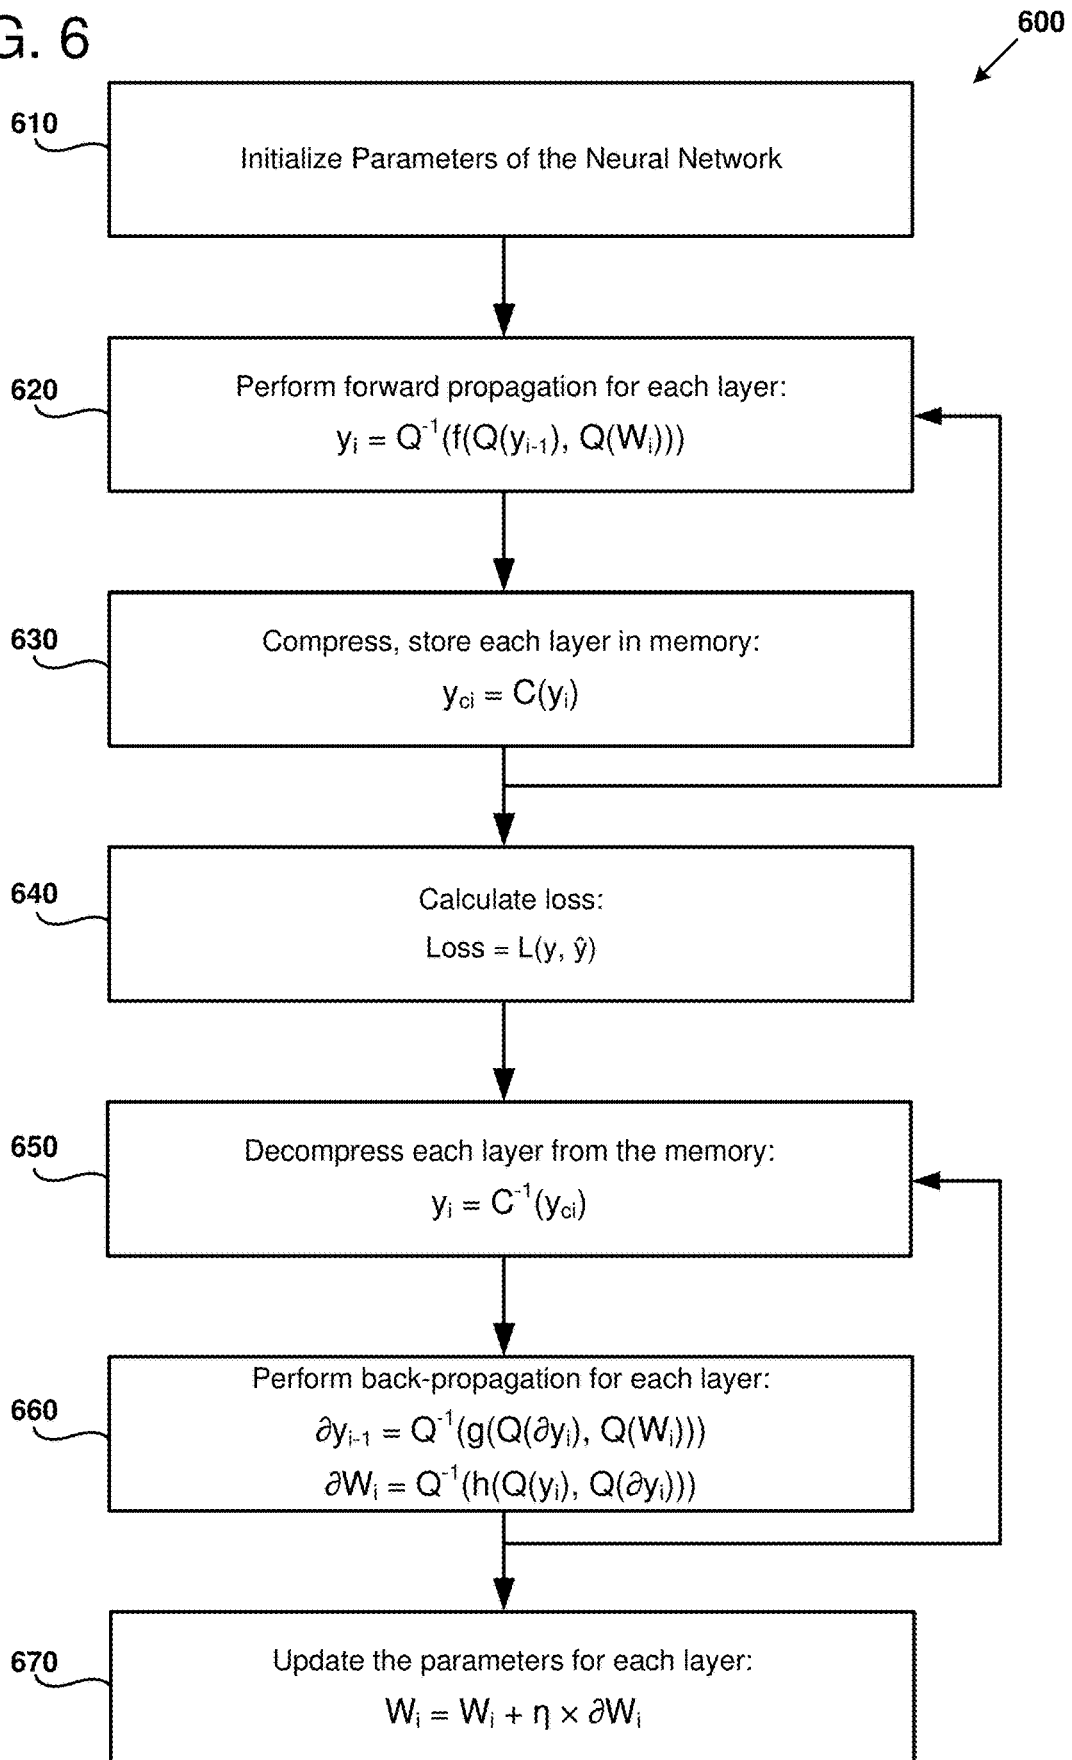 G. 6
600
610
Initialize Parameters of the Neural Network
620
Perform forward propagation for each layer:
yᵢ = Q⁻¹(f(Q(yᵢ₋₁), Q(Wᵢ)))
630
Compress, store each layer in memory:
y_ci = C(yᵢ)
640
Calculate loss:
Loss = L(y, ŷ)
650
Decompress each layer from the memory:
yᵢ = C⁻¹(y_ci)
660
Perform back-propagation for each layer:
∂yᵢ₋₁ = Q⁻¹(g(Q(∂yᵢ), Q(Wᵢ)))
∂Wᵢ = Q⁻¹(h(Q(yᵢ), Q(∂yᵢ)))
670
Update the parameters for each layer:
Wᵢ = Wᵢ + η × ∂Wᵢ